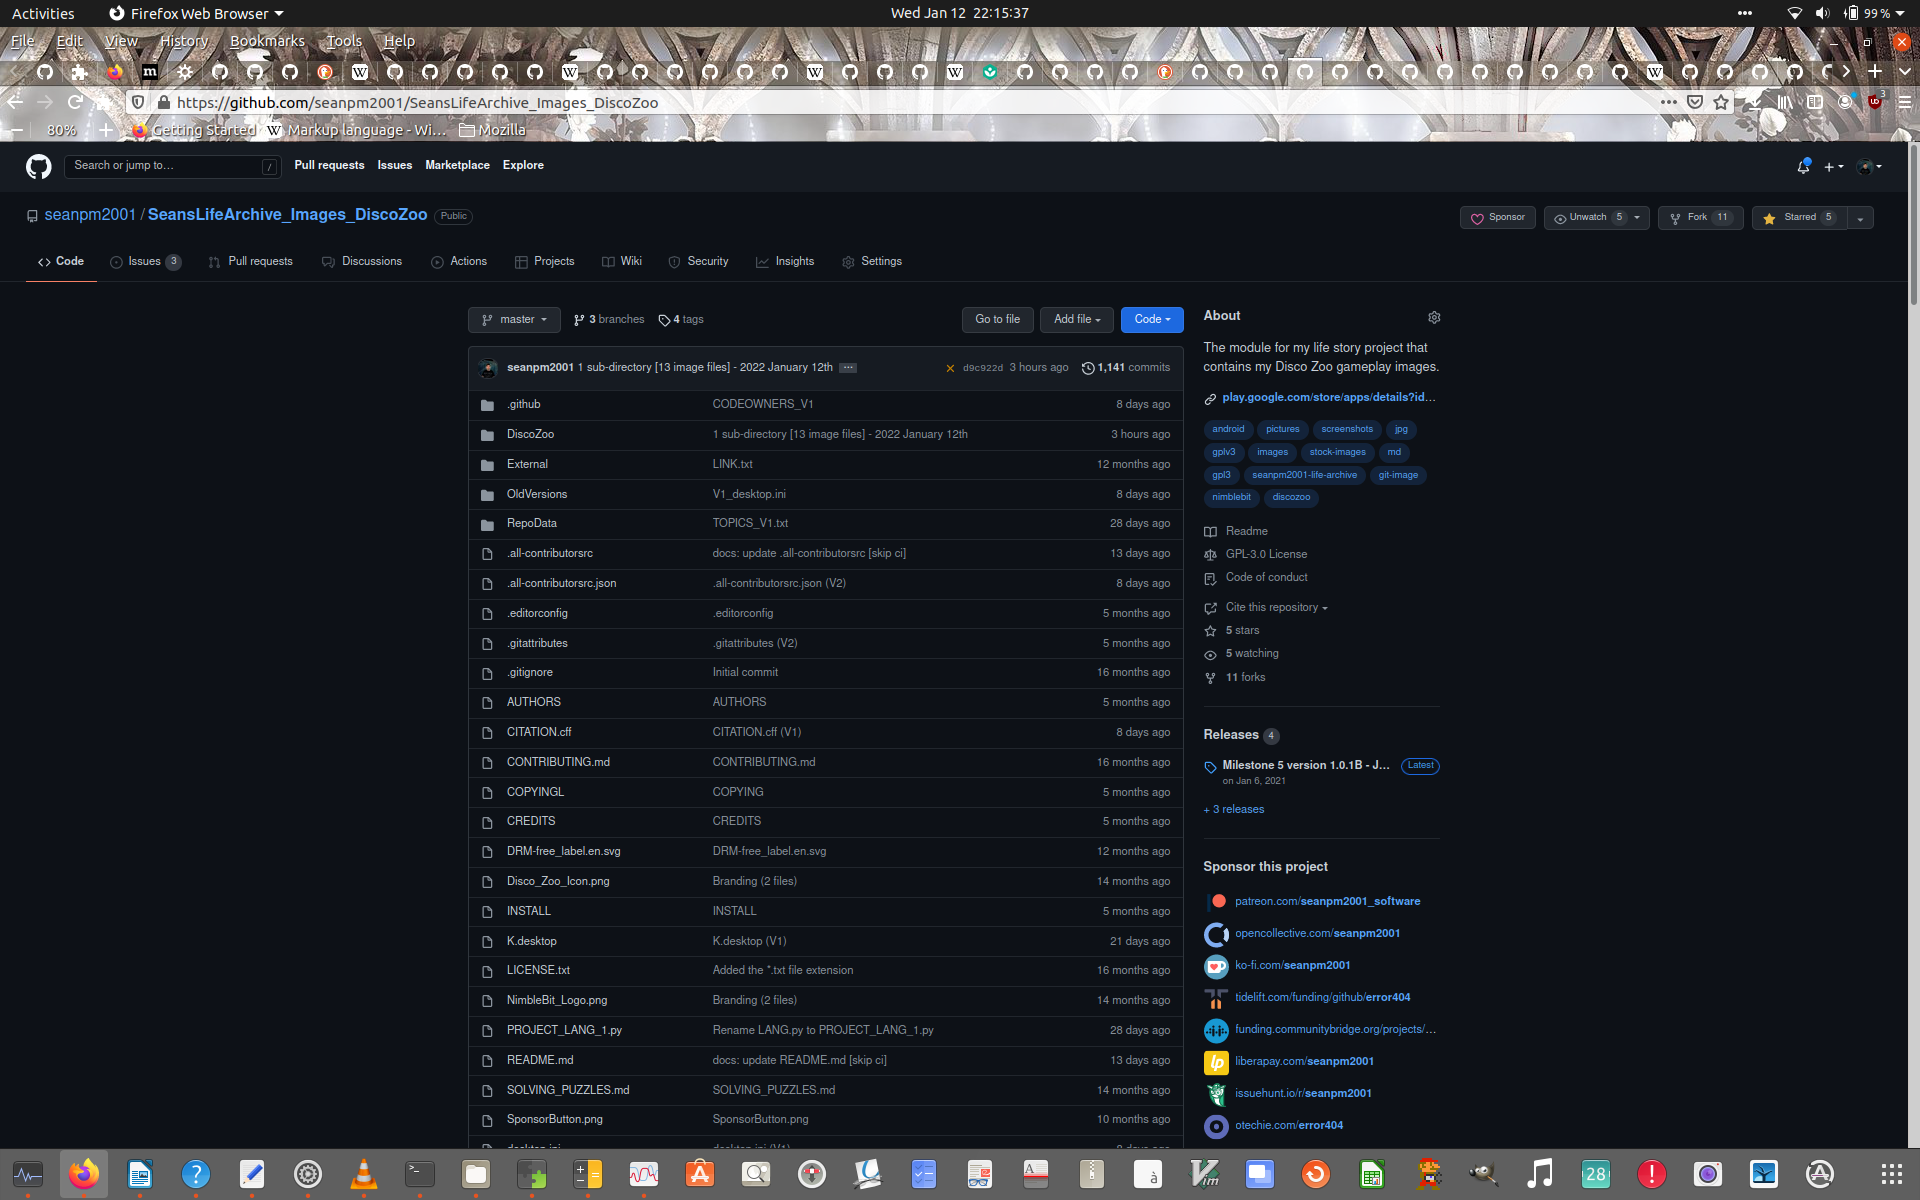 Activities Firefox Web Browser Wed Jan 12 22:15:37 99 %
File Edit View History Bookmarks Tools Help
https://github.com/seanpm2001/SeansLifeArchive_Images_DiscoZoo 3
80% Getting Started Markup language - Wi… Mozilla
Search or jump to... / Pull requests Issues Marketplace Explore
seanpm2001 / SeansLifeArchive_Images_DiscoZoo Public Sponsor Unwatch 5 Fork 11 Starred 5
Code Issues 3 Pull requests Discussions Actions Projects Wiki Security Insights Settings
master 3 branches 4 tags Go to file Add file Code
seanpm2001 1 sub-directory [13 image files] - 2022 January 12th ... d9c922d 3 hours ago 1,141 commits
.github CODEOWNERS_V1 8 days ago
DiscoZoo 1 sub-directory [13 image files] - 2022 January 12th 3 hours ago
External LINK.txt 12 months ago
OldVersions V1_desktop.ini 8 days ago
RepoData TOPICS_V1.txt 28 days ago
.all-contributorsrc docs: update .all-contributorsrc [skip ci] 13 days ago
.all-contributorsrc.json .all-contributorsrc.json (V2) 8 days ago
.editorconfig .editorconfig 5 months ago
.gitattributes .gitattributes (V2) 5 months ago
.gitignore Initial commit 16 months ago
AUTHORS AUTHORS 5 months ago
CITATION.cff CITATION.cff (V1) 8 days ago
CONTRIBUTING.md CONTRIBUTING.md 16 months ago
COPYINGL COPYING 5 months ago
CREDITS CREDITS 5 months ago
DRM-free_label.en.svg DRM-free_label.en.svg 12 months ago
Disco_Zoo_Icon.png Branding (2 files) 14 months ago
INSTALL INSTALL 5 months ago
K.desktop K.desktop (V1) 21 days ago
LICENSE.txt Added the *.txt file extension 16 months ago
NimbleBit_Logo.png Branding (2 files) 14 months ago
PROJECT_LANG_1.py Rename LANG.py to PROJECT_LANG_1.py 28 days ago
README.md docs: update README.md [skip ci] 13 days ago
SOLVING_PUZZLES.md SOLVING_PUZZLES.md 14 months ago
SponsorButton.png SponsorButton.png 10 months ago
About
The module for my life story project that
contains my Disco Zoo gameplay images.
play.google.com/store/apps/details?id...
android pictures screenshots jpg
gplv3 images stock-images md
gpl3 seanpm2001-life-archive git-image
nimblebit discozoo
Readme
GPL-3.0 License
Code of conduct
Cite this repository
5 stars
5 watching
11 forks
Releases 4
Milestone 5 version 1.0.1B - J... Latest
on Jan 6, 2021
+ 3 releases
Sponsor this project
patreon.com/seanpm2001_software
opencollective.com/seanpm2001
ko-fi.com/seanpm2001
tidelift.com/funding/github/error404
funding.communitybridge.org/projects/...
liberapay.com/seanpm2001
issuehunt.io/r/seanpm2001
otechie.com/error404
28